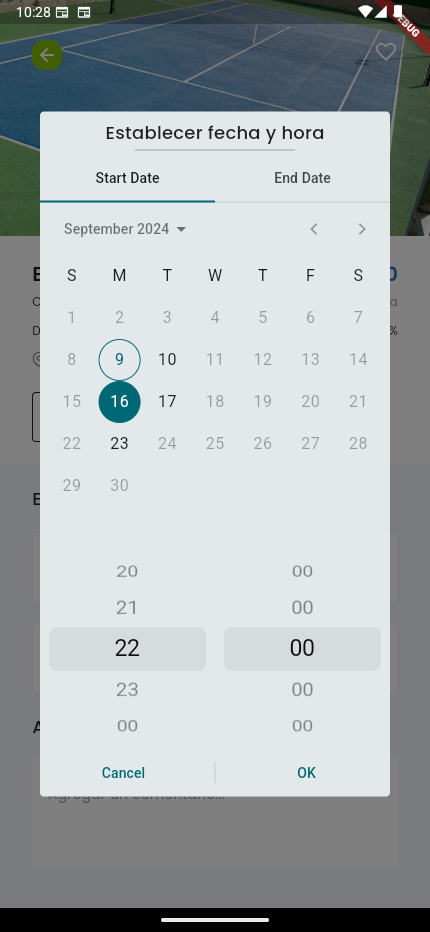 10:28
DEBUG
Establecer fecha y hora
Start Date End Date
September 2024
S M T W T F S
1 2 3 4 5 6 7
8 9 10 11 12 13 14
15 16 17 18 19 20 21
22 23 24 25 26 27 28
29 30
20 00
21 00
22 00
23 00
00 00
Cancel OK
Agregar un comentario...